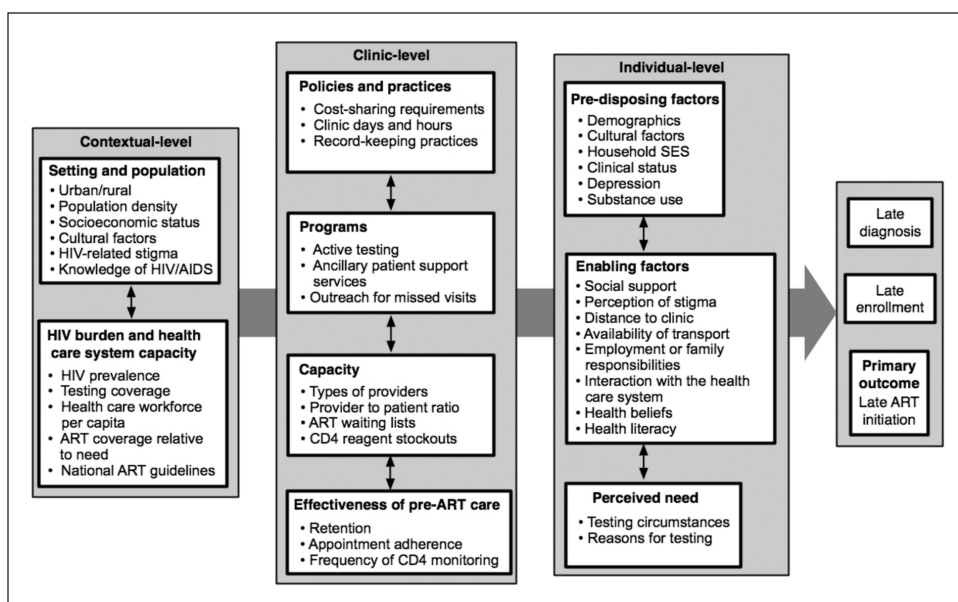 Contextual-level
Setting and population
• Urban/rural
• Population density
• Socioeconomic status
• Cultural factors
• HIV-related stigma
• Knowledge of HIV/AIDS
HIV burden and health
care system capacity
• HIV prevalence
• Testing coverage
• Health care workforce
per capita
• ART coverage relative
to need
• National ART guidelines
Clinic-level
Policies and practices
• Cost-sharing requirements
• Clinic days and hours
• Record-keeping practices
Programs
• Active testing
• Ancillary patient support
services
• Outreach for missed visits
Capacity
• Types of providers
• Provider to patient ratio
• ART waiting lists
• CD4 reagent stockouts
Effectiveness of pre-ART care
• Retention
• Appointment adherence
• Frequency of CD4 monitoring
Individual-level
Pre-disposing factors
• Demographics
• Cultural factors
• Household SES
• Clinical status
• Depression
• Substance use
Enabling factors
• Social support
• Perception of stigma
• Distance to clinic
• Availability of transport
• Employment or family
responsibilities
• Interaction with the health
care system
• Health beliefs
• Health literacy
Perceived need
• Testing circumstances
• Reasons for testing
Late
diagnosis
Late
enrollment
Primary
outcome
Late ART
initiation